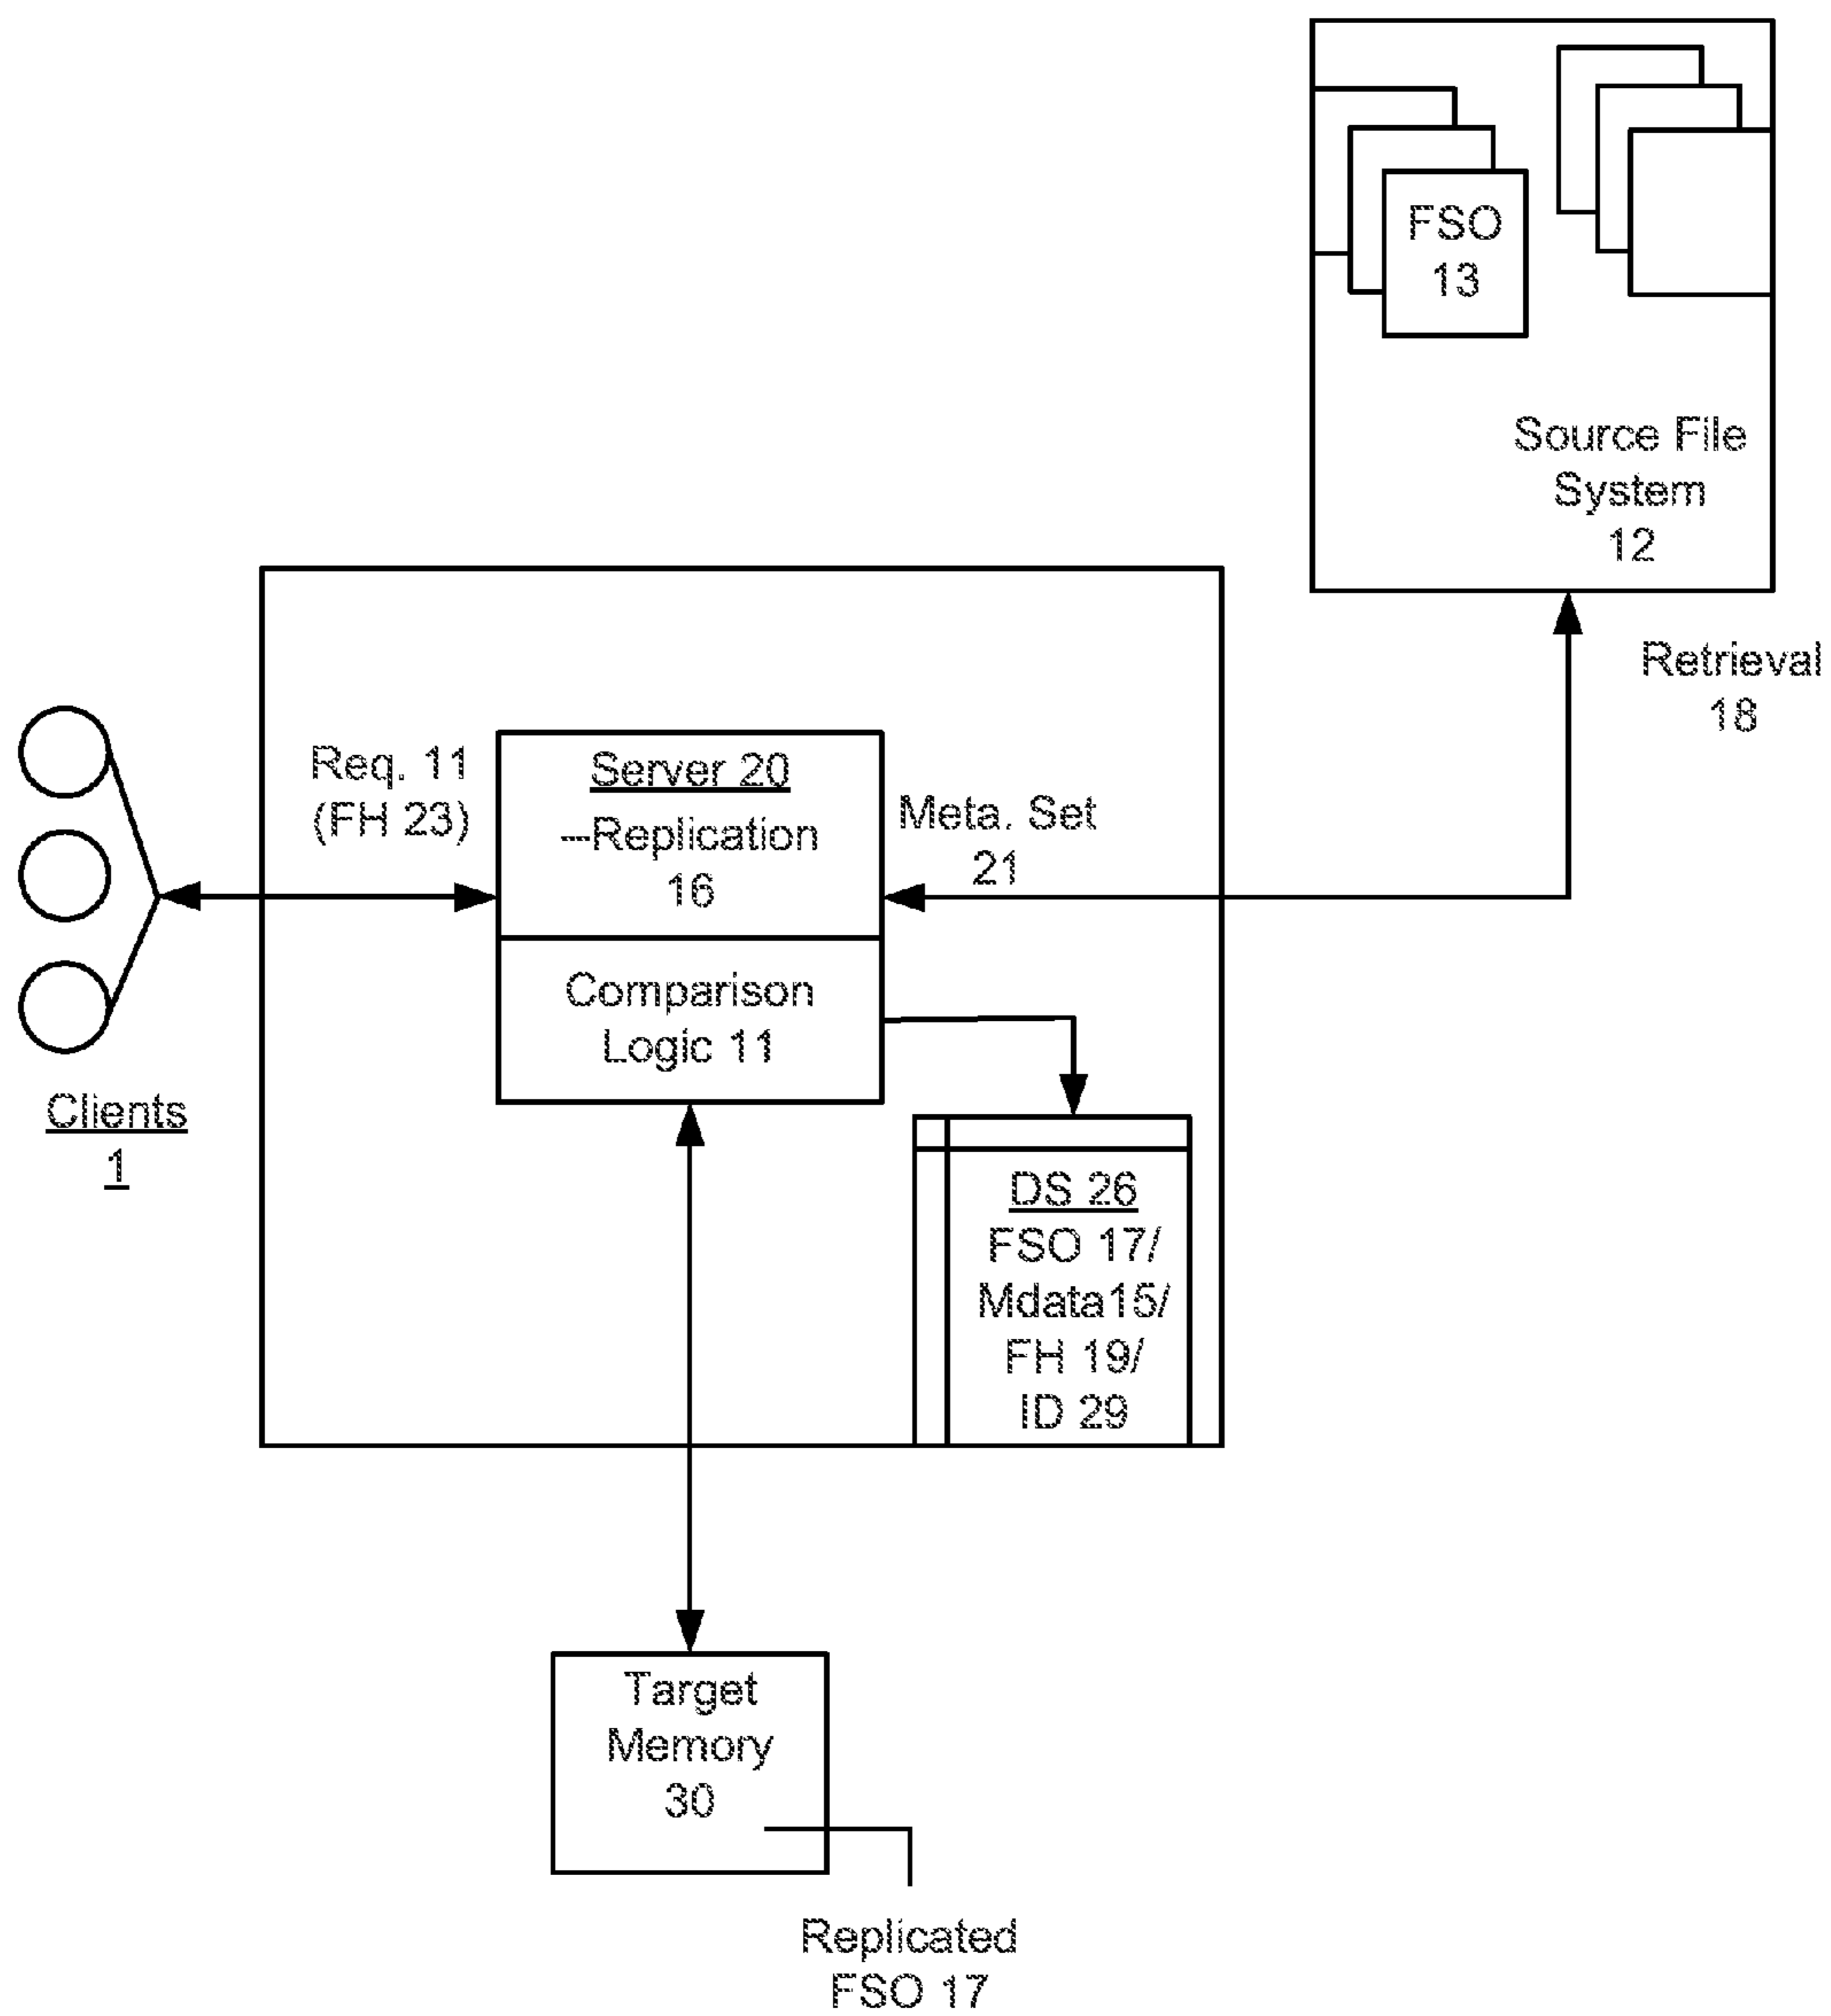 FSO
13
Source File
System
12
Retrieval
18
Req. 11
(FH 23)
Server 20
---Replication
16
Meta. Set
21
Comparison
Logic 11
Clients
1
DS 26
FSO 17/
Mdata15/
FH 19/
ID 29
Target
Memory
30
Replicated
FSO 17